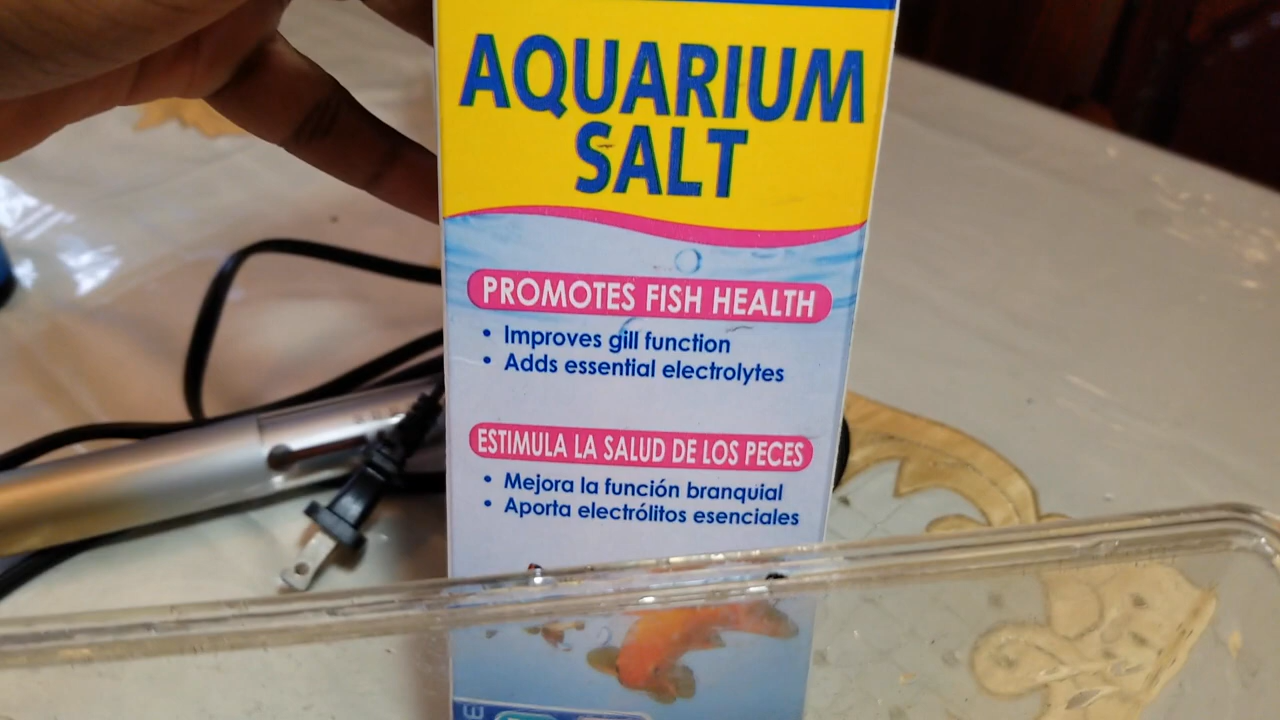 AQUARIUM
SALT
PROMOTES FISH HEALTH
• Improves gill function
• Adds essential electrolytes
ESTIMULA LA SALUD DE LOS PECES
• Mejora la función branquial
• Aporta electrólitos esenciales